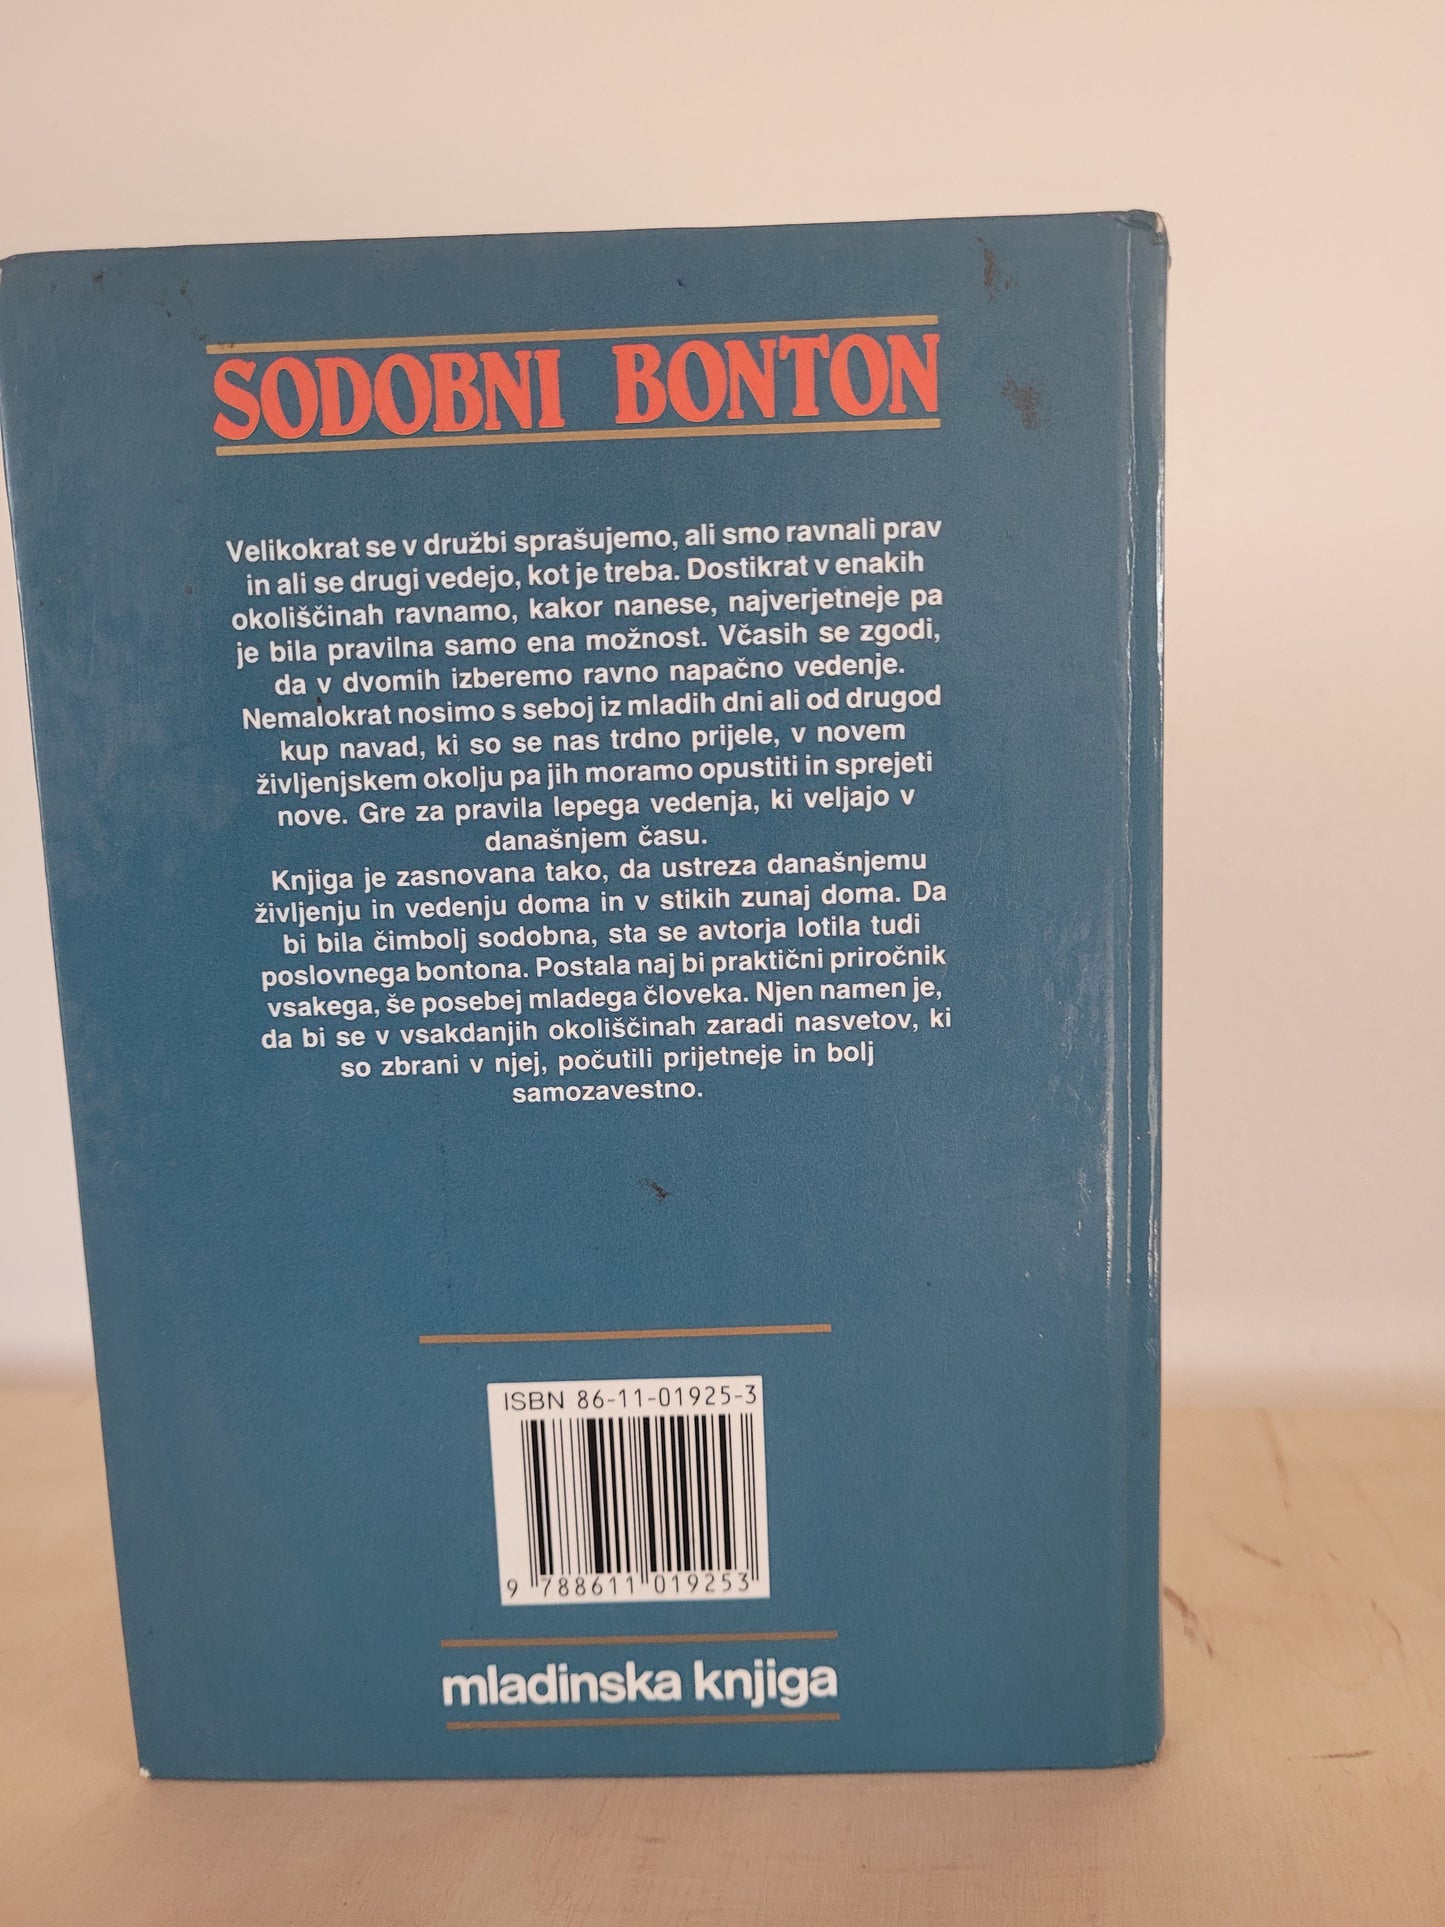 SODOBNI BONTON
Velikokrat se v družbi sprašujemo, ali smo ravnali prav
in ali se drugi vedejo, kot je treba. Dostikrat v enakih
okoliščinah ravnamo, kakor nanese, najverjetneje pa
je bila pravilna samo ena možnost. Včasih se zgodi,
da v dvomih izberemo ravno napačno vedenje.
Nemalokrat nosimo s seboj iz mladih dni ali od drugod
kup navad, ki so se nas trdno prijele, v novem
življenjskem okolju pa jih moramo opustiti in sprejeti
nove. Gre za pravila lepega vedenja, ki veljajo v
današnjem času.
Knjiga je zasnovana tako, da ustreza današnjemu
življenju in vedenju doma in v stikih zunaj doma. Da
bi bila čimbolj sodobna, sta se avtorja lotila tudi
poslovnega bontona. Postala naj bi praktični priročnik
vsakega, še posebej mladega človeka. Njen namen je,
da bi se v vsakdanjih okoliščinah zaradi nasvetov, ki
so zbrani v njej, počutili prijetneje in bolj
samozavestno.
ISBN 86-11-01925-3
9 788611 019253
mladinska knjiga